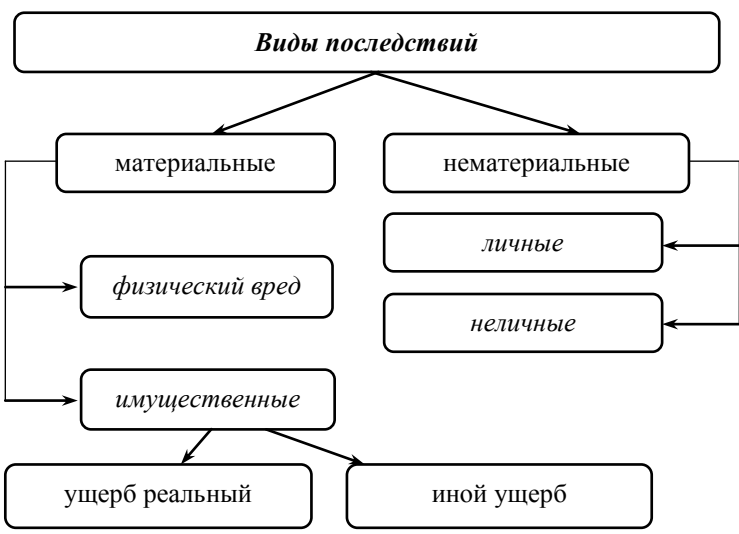 Виды последствий
материальные
нематериальные
личные
физический вред
неличные
имущественные
ущерб реальный
иной ущерб